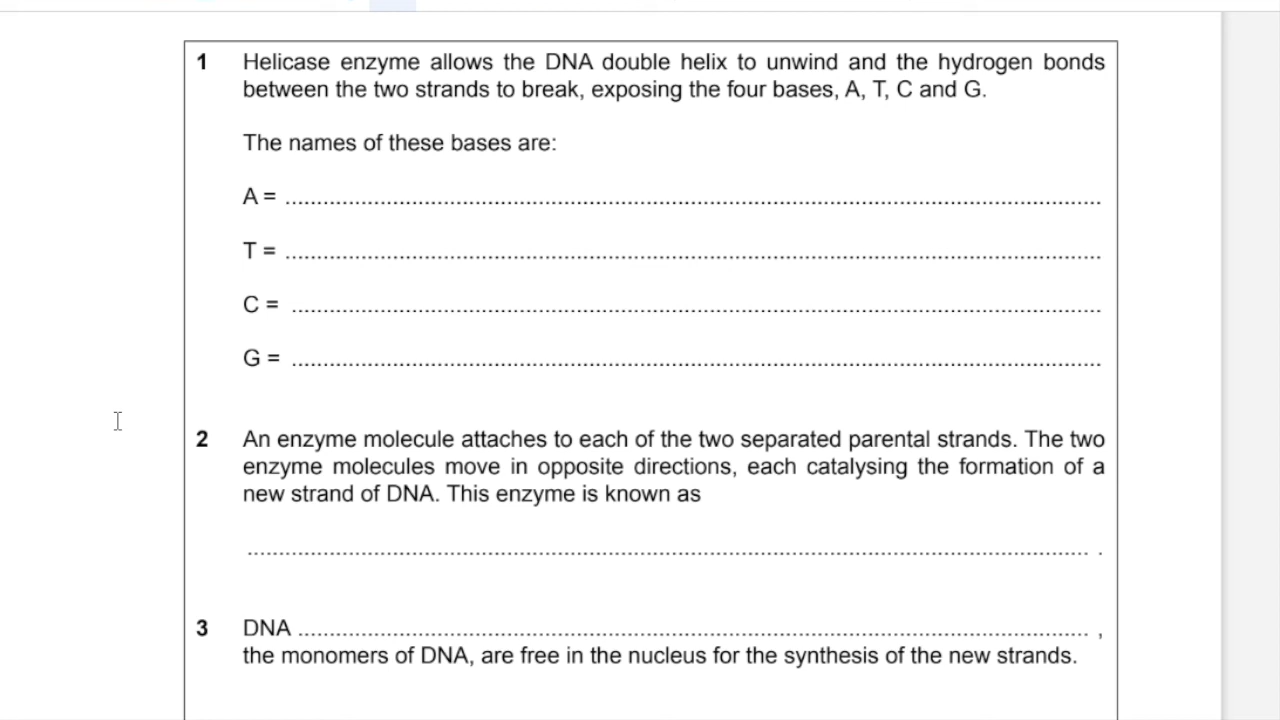 1 Helicase enzyme allows the DNA double helix to unwind and the hydrogen bonds
between the two strands to break, exposing the four bases, A, T, C and G.
The names of these bases are:
A = ..........................................................................................................................
T = ..........................................................................................................................
C = ..........................................................................................................................
G = ..........................................................................................................................
2 An enzyme molecule attaches to each of the two separated parental strands. The two
enzyme molecules move in opposite directions, each catalysing the formation of a
new strand of DNA. This enzyme is known as
.......................................................................................................................... .
3 DNA .......................................................................................................................... ,
the monomers of DNA, are free in the nucleus for the synthesis of the new strands.